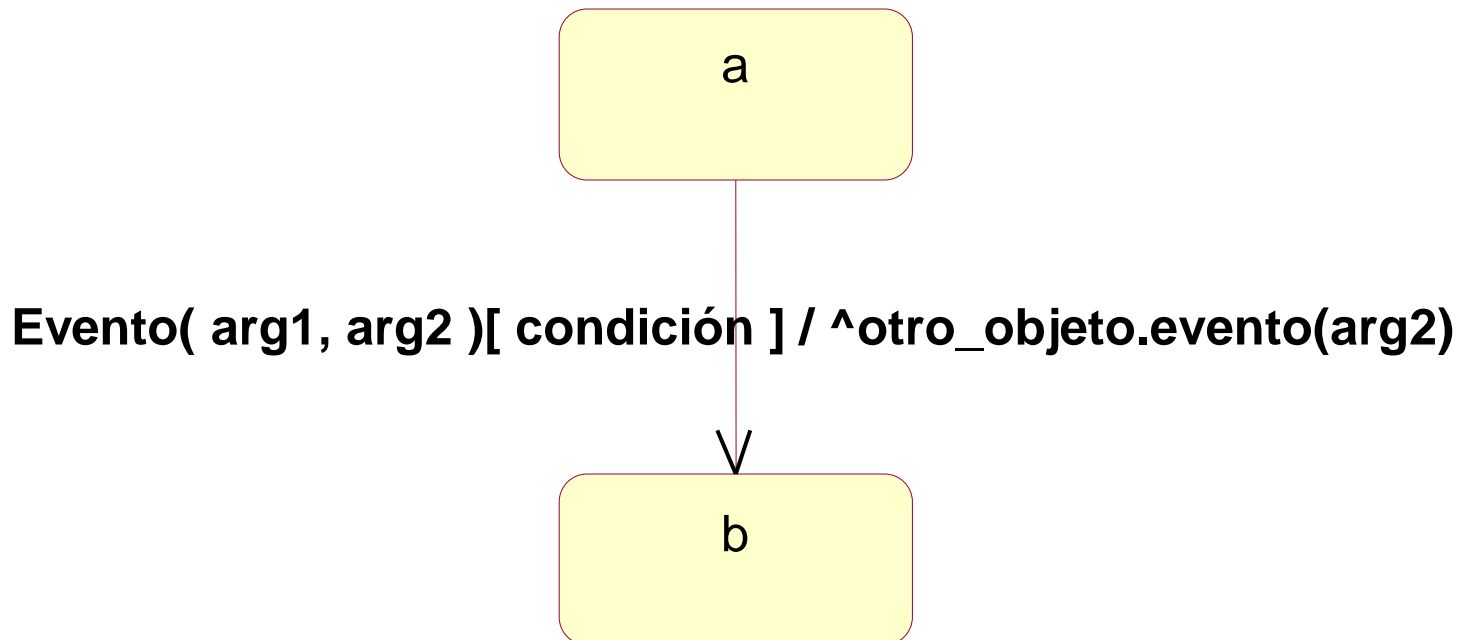 a
Evento( arg1, arg2 )[ condición ] / ^otro_objeto.evento(arg2)
b